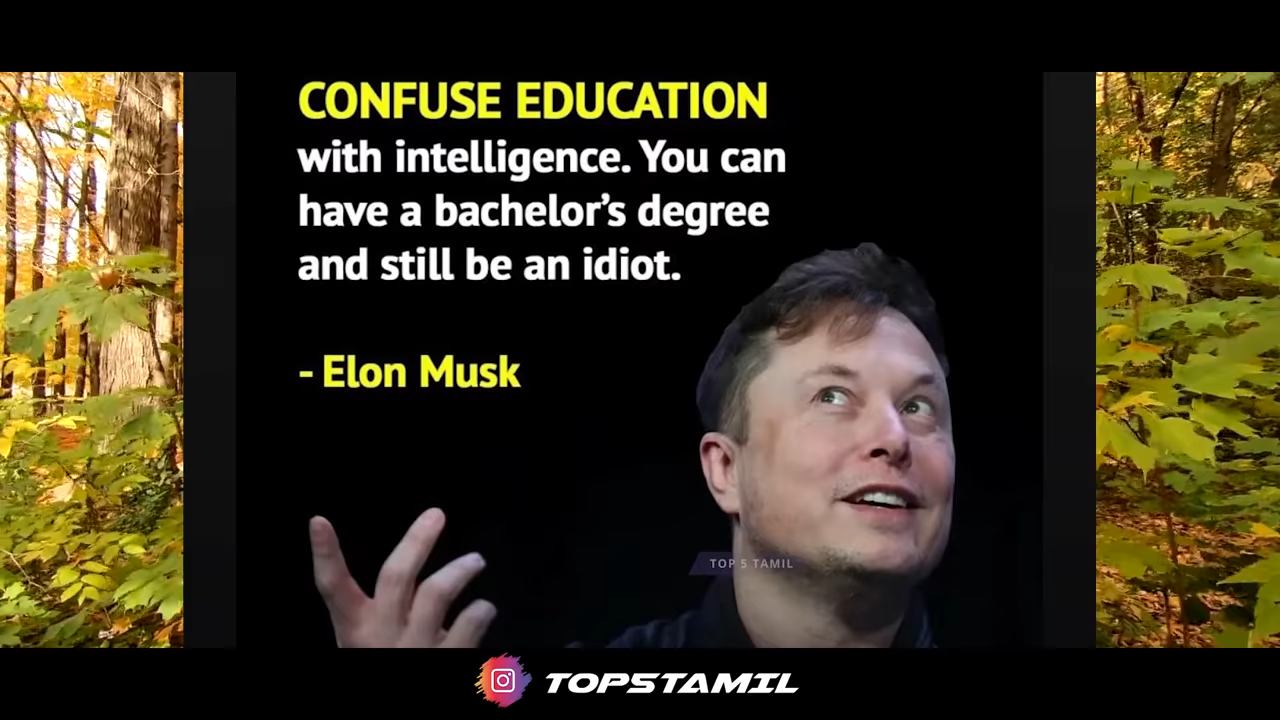 CONFUSE EDUCATION
with intelligence. You can
have a bachelor’s degree
and still be an idiot.
- Elon Musk
TOP 5 TAMIL
TOPSTAMIL